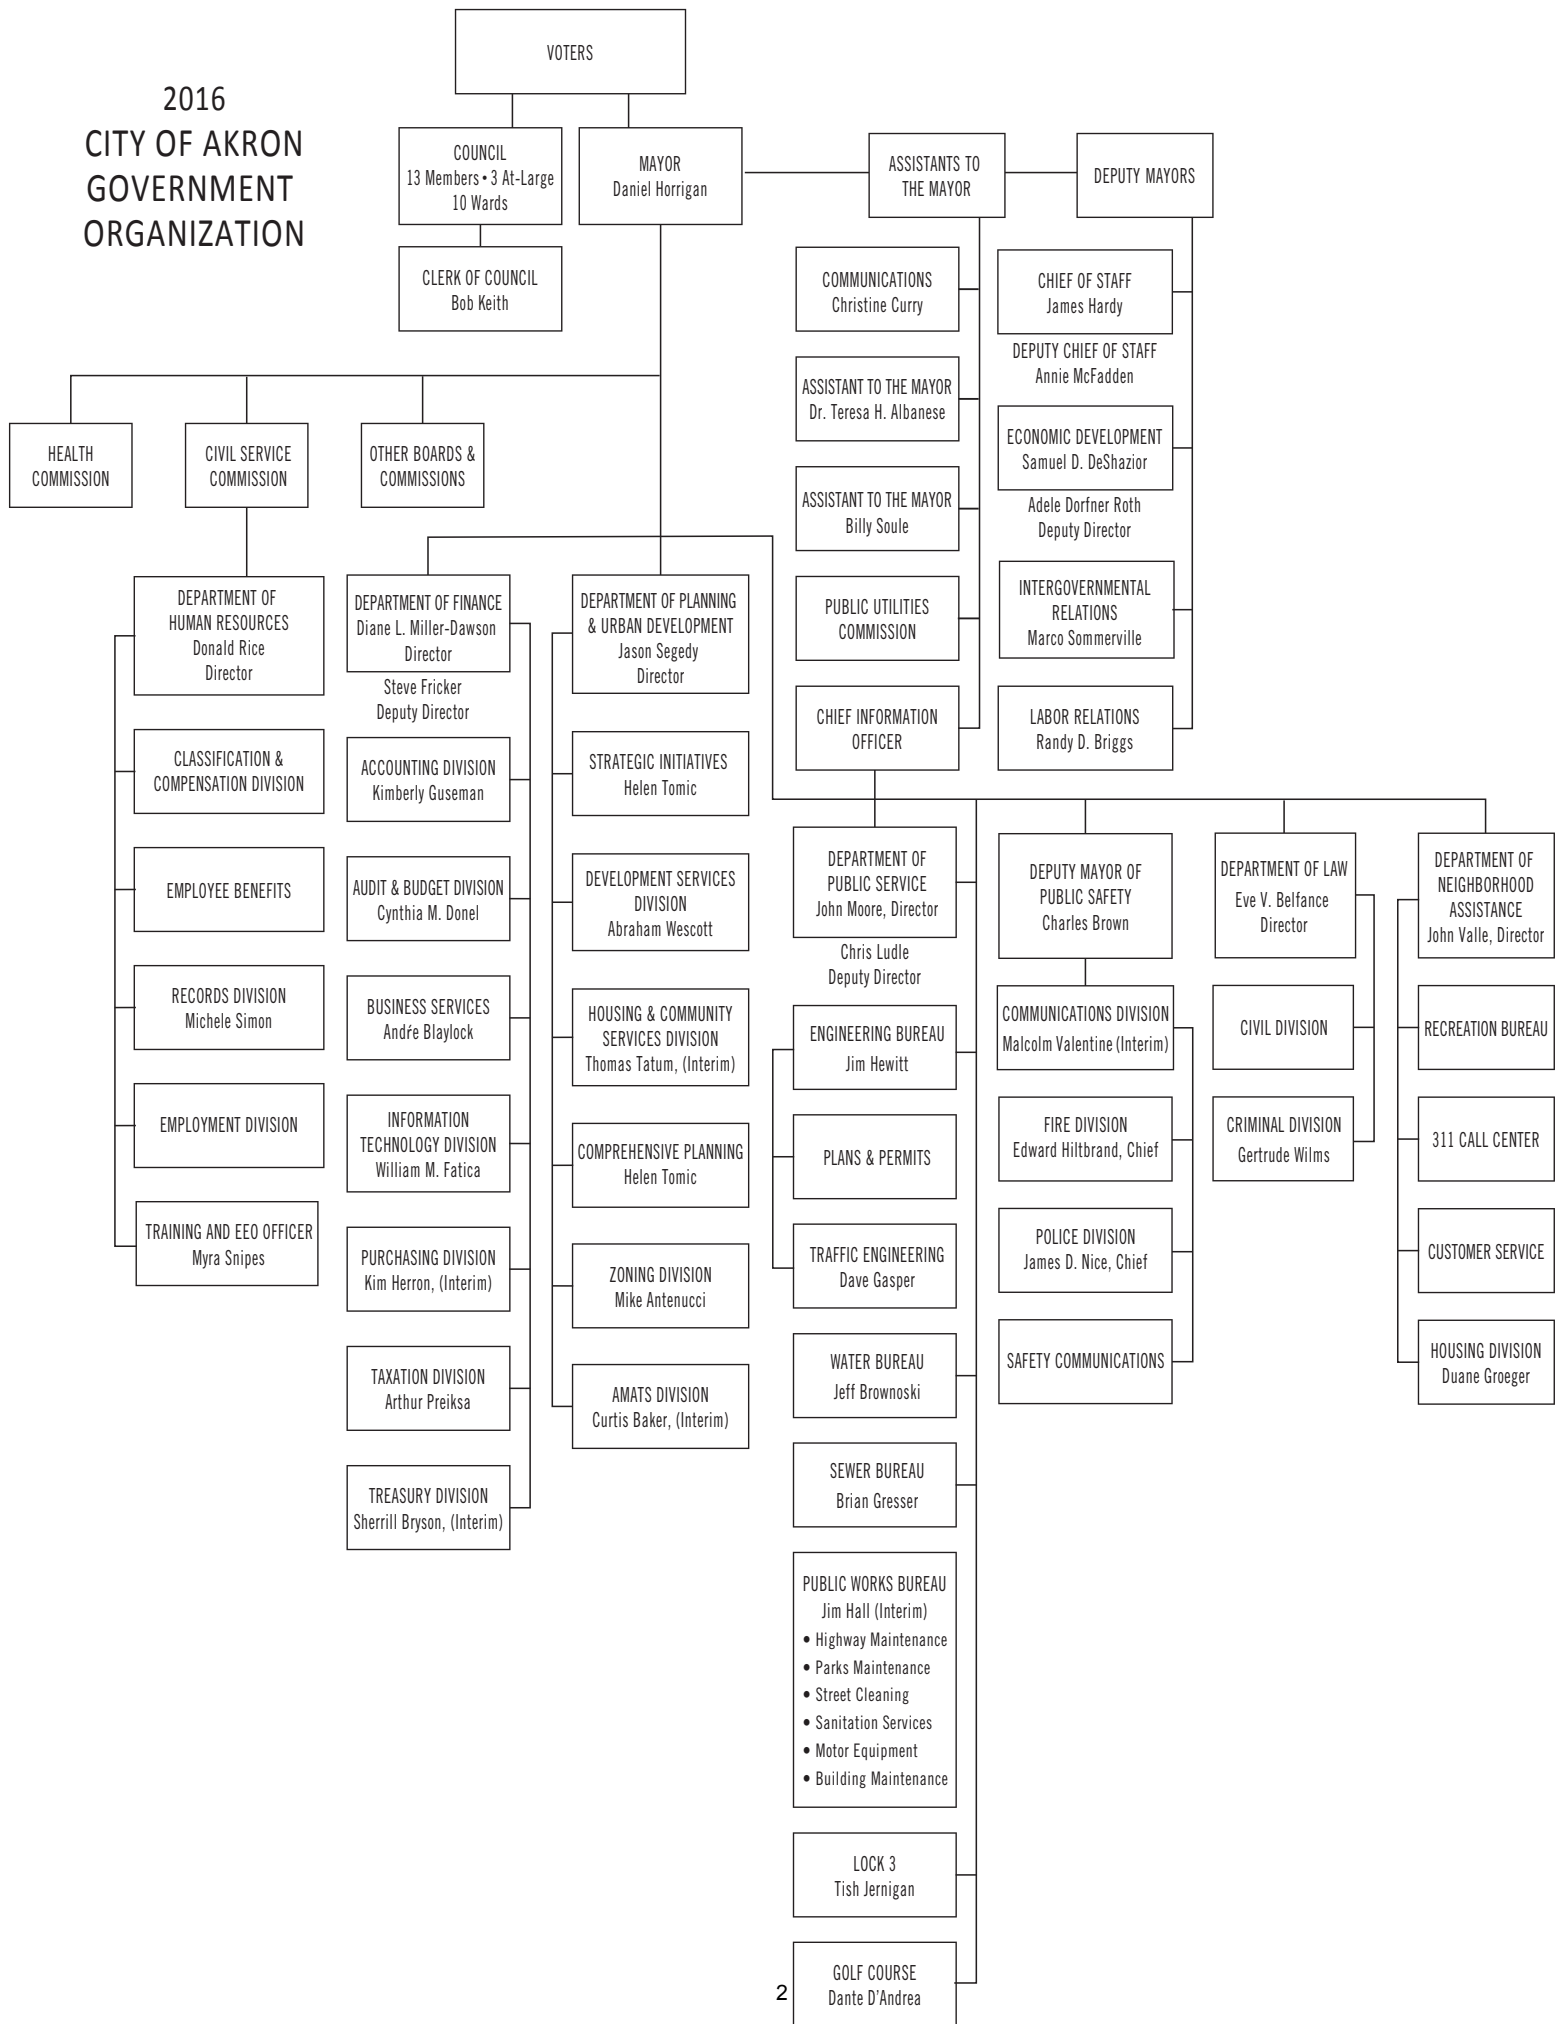 2016
CITY OF AKRON
GOVERNMENT
ORGANIZATION
VOTERS
COUNCIL
13 Members • 3 At-Large
10 Wards
MAYOR
Daniel Horrigan
ASSISTANTS TO
THE MAYOR
DEPUTY MAYORS
CLERK OF COUNCIL
Bob Keith
COMMUNICATIONS
Christine Curry
ASSISTANT TO THE MAYOR
Dr. Teresa H. Albanese
ASSISTANT TO THE MAYOR
Billy Soule
PUBLIC UTILITIES
COMMISSION
CHIEF INFORMATION
OFFICER
CHIEF OF STAFF
James Hardy
DEPUTY CHIEF OF STAFF
Annie McFadden
ECONOMIC DEVELOPMENT
Samuel D. DeShazior
Adele Dorfner Roth
Deputy Director
INTERGOVERNMENTAL
RELATIONS
Marco Sommerville
LABOR RELATIONS
Randy D. Briggs
HEALTH
COMMISSION
CIVIL SERVICE
COMMISSION
OTHER BOARDS &
COMMISSIONS
DEPARTMENT OF
HUMAN RESOURCES
Donald Rice
Director
CLASSIFICATION &
COMPENSATION DIVISION
EMPLOYEE BENEFITS
RECORDS DIVISION
Michele Simon
EMPLOYMENT DIVISION
TRAINING AND EEO OFFICER
Myra Snipes
DEPARTMENT OF FINANCE
Diane L. Miller-Dawson
Director
Steve Fricker
Deputy Director
ACCOUNTING DIVISION
Kimberly Guseman
AUDIT & BUDGET DIVISION
Cynthia M. Donel
BUSINESS SERVICES
Andŕe Blaylock
INFORMATION
TECHNOLOGY DIVISION
William M. Fatica
PURCHASING DIVISION
Kim Herron, (Interim)
TAXATION DIVISION
Arthur Preiksa
TREASURY DIVISION
Sherrill Bryson, (Interim)
DEPARTMENT OF PLANNING
& URBAN DEVELOPMENT
Jason Segedy
Director
STRATEGIC INITIATIVES
Helen Tomic
DEVELOPMENT SERVICES
DIVISION
Abraham Wescott
HOUSING & COMMUNITY
SERVICES DIVISION
Thomas Tatum, (Interim)
COMPREHENSIVE PLANNING
Helen Tomic
ZONING DIVISION
Mike Antenucci
AMATS DIVISION
Curtis Baker, (Interim)
DEPARTMENT OF
PUBLIC SERVICE
John Moore, Director
Chris Ludle
Deputy Director
ENGINEERING BUREAU
Jim Hewitt
PLANS & PERMITS
TRAFFIC ENGINEERING
Dave Gasper
WATER BUREAU
Jeff Brownoski
SEWER BUREAU
Brian Gresser
PUBLIC WORKS BUREAU
Jim Hall (Interim)
• Highway Maintenance
• Parks Maintenance
• Street Cleaning
• Sanitation Services
• Motor Equipment
• Building Maintenance
LOCK 3
Tish Jernigan
GOLF COURSE
Dante D'Andrea
DEPUTY MAYOR OF
PUBLIC SAFETY
Charles Brown
COMMUNICATIONS DIVISION
Malcolm Valentine (Interim)
FIRE DIVISION
Edward Hiltbrand, Chief
POLICE DIVISION
James D. Nice, Chief
SAFETY COMMUNICATIONS
DEPARTMENT OF LAW
Eve V. Belfance
Director
CIVIL DIVISION
CRIMINAL DIVISION
Gertrude Wilms
DEPARTMENT OF
NEIGHBORHOOD
ASSISTANCE
John Valle, Director
RECREATION BUREAU
311 CALL CENTER
CUSTOMER SERVICE
HOUSING DIVISION
Duane Groeger
2